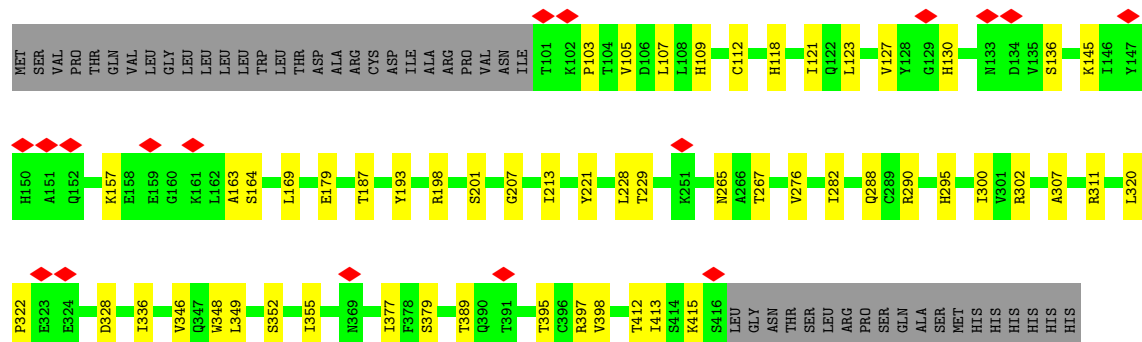 MET SER VAL PRO THR GLN VAL LEU GLY LEU LEU LEU LEU TRP LEU THR ASP ALA ARG CYS ASP ILE ALA ARG PRO VAL ASN ILE T101 K102 P103 T104 V105 D106 L107 L108 H109 C112 H118 I121 Q122 L123 V127 Y128 G129 H130 N133 D134 V135 S136 K145 I146 Y147
H150 A151 Q152 K157 E158 E159 G160 K161 L162 A163 S164 L169 E179 T187 Y193 R198 S201 G207 I213 Y221 L228 T229 K251 N265 A266 T267 V276 I282 Q288 C289 R290 H295 I300 V301 R302 A307 R311 L320
P322 E323 E324 D328 I336 V346 Q347 W348 L349 S352 I355 N369 I377 F378 S379 T389 Q390 T391 T395 C396 R397 V398 T412 I413 S414 K415 S416 LEU GLY ASN THR SER LEU ARG PRO SER GLN ALA SER MET HIS HIS HIS HIS HIS HIS